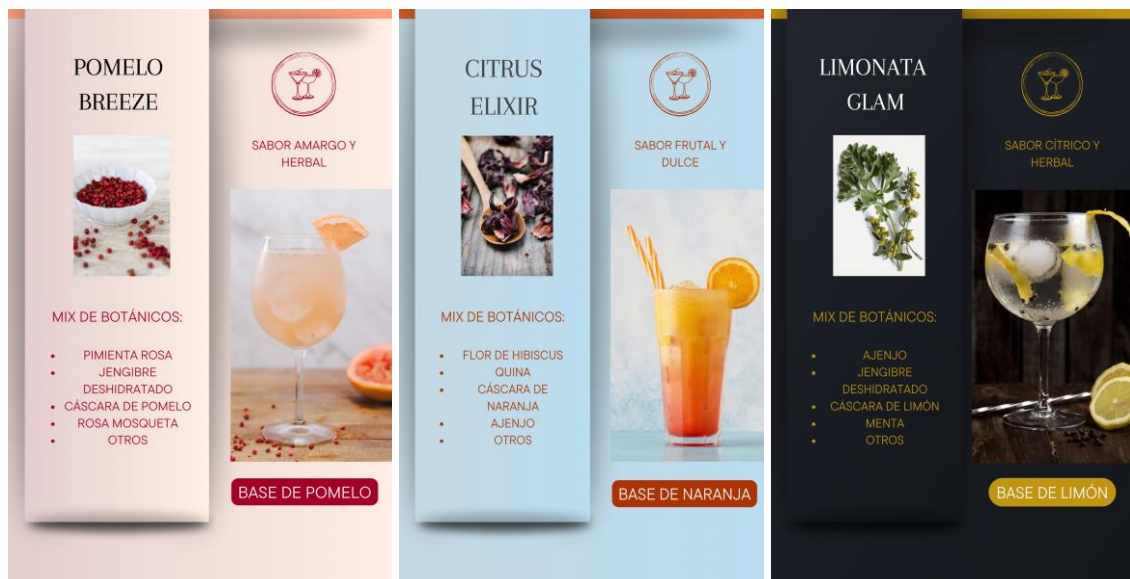 POMELO
BREEZE
MIX DE BOTÁNICOS:
• PIMIENTA ROSA
• JENGIBRE
DESHIDRATADO
• CÁSCARA DE POMELO
• ROSA MOSQUETA
• OTROS
SABOR AMARGO Y
HERBAL
BASE DE POMELO
CITRUS
ELIXIR
MIX DE BOTÁNICOS:
• FLOR DE HIBISCUS
• QUINA
• CÁSCARA DE
NARANJA
• AJENJO
• OTROS
SABOR FRUTAL Y
DULCE
BASE DE NARANJA
LIMONATA
GLAM
MIX DE BOTÁNICOS:
• AJENJO
• JENGIBRE
DESHIDRATADO
• CÁSCARA DE LIMÓN
• MENTA
• OTROS
SABOR CÍTRICO Y
HERBAL
BASE DE LIMÓN